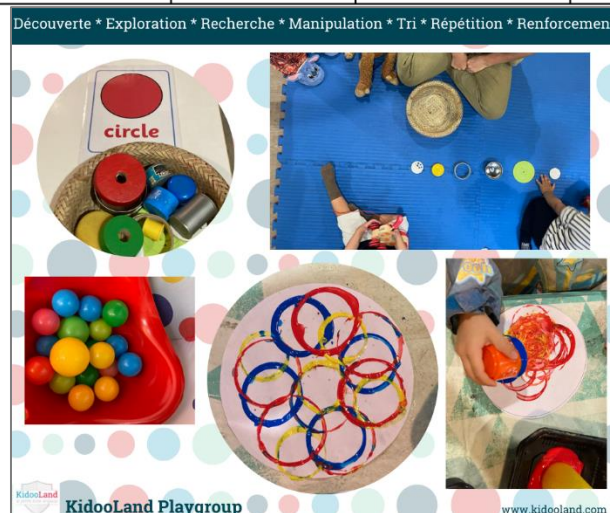 Découverte * Exploration * Recherche * Manipulation * Tri * Répétition * Renforcemen
circle
KidooLand
KidooLand Playgroup
www.kidooland.com